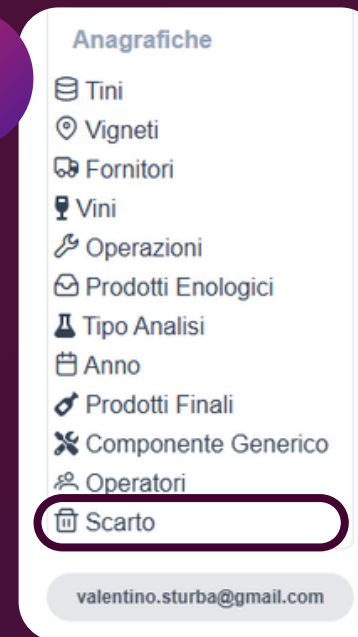 Anagrafiche
Tini
Vigneti
Fornitori
Vini
Operazioni
Prodotti Enologici
Tipo Analisi
Anno
Prodotti Finali
Componente Generico
Operatori
Scarto
valentino.sturba@gmail.com